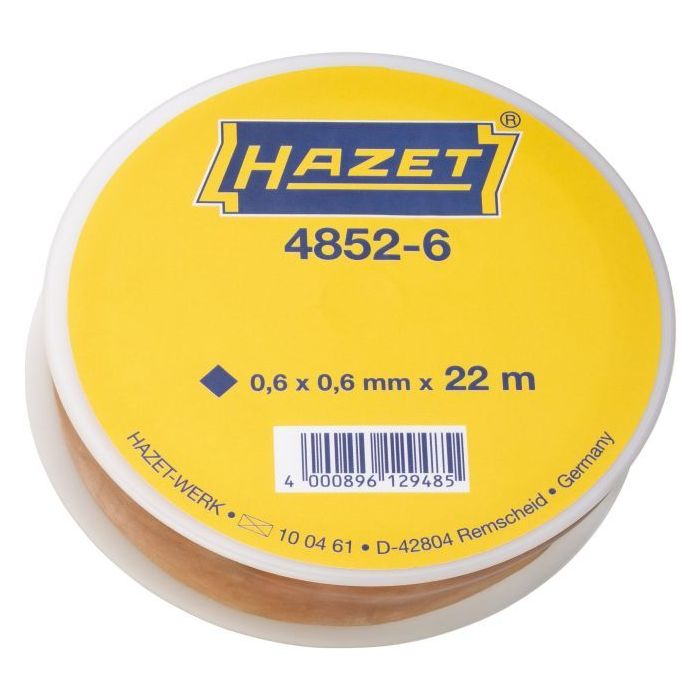 HAZET®
4852-6
0,6 x 0,6 mm x 22 m
4 000896 129485
HAZET-WERK • 10 04 61 • D-42804 Remscheid • Germany